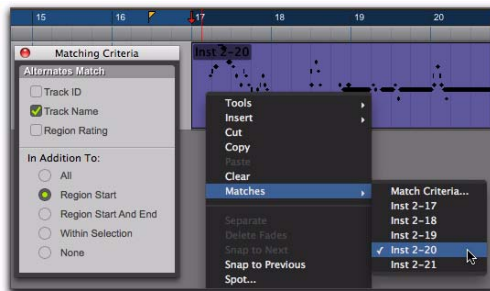 15 16 17 18 19 20
Matching Criteria
Alternates Match
Track ID
Track Name
Region Rating
In Addition To:
All
Region Start
Region Start And End
Within Selection
None
Inst 2-20
Tools
Insert
Cut
Copy
Paste
Clear
Matches
Separate
Delete Fades
Snap to Next
Snap to Previous
Spot...
Match Criteria...
Inst 2-17
Inst 2-18
Inst 2-19
✓ Inst 2-20
Inst 2-21